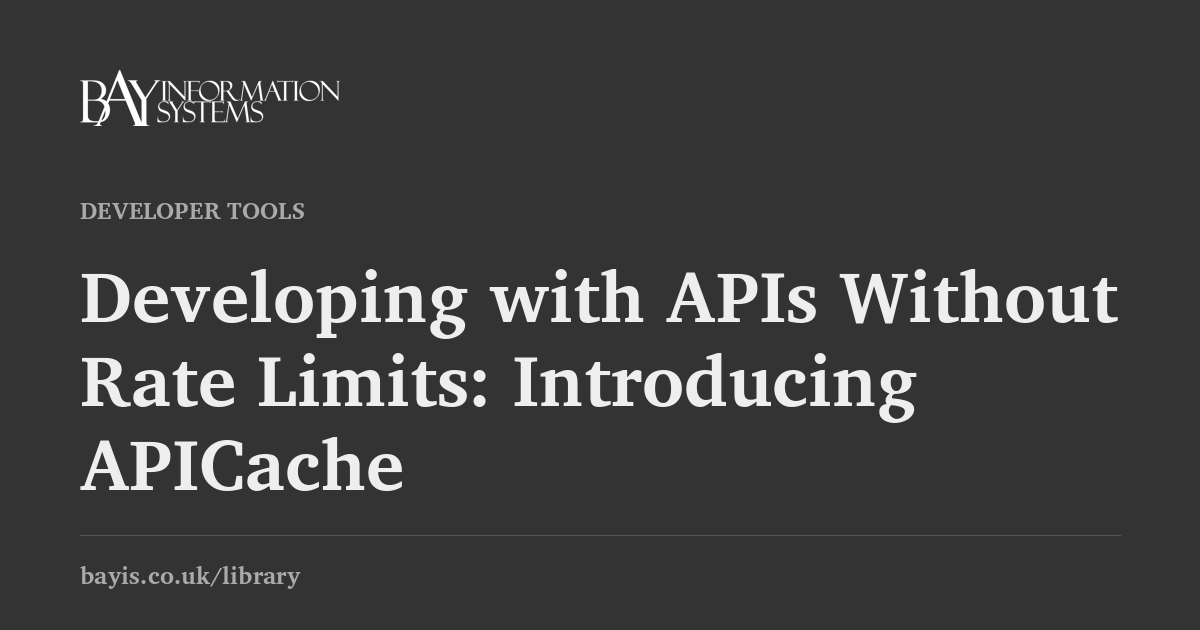 BAY INFORMATION
SYSTEMS
DEVELOPER TOOLS
Developing with APIs Without
Rate Limits: Introducing
APICache
bayis.co.uk/library